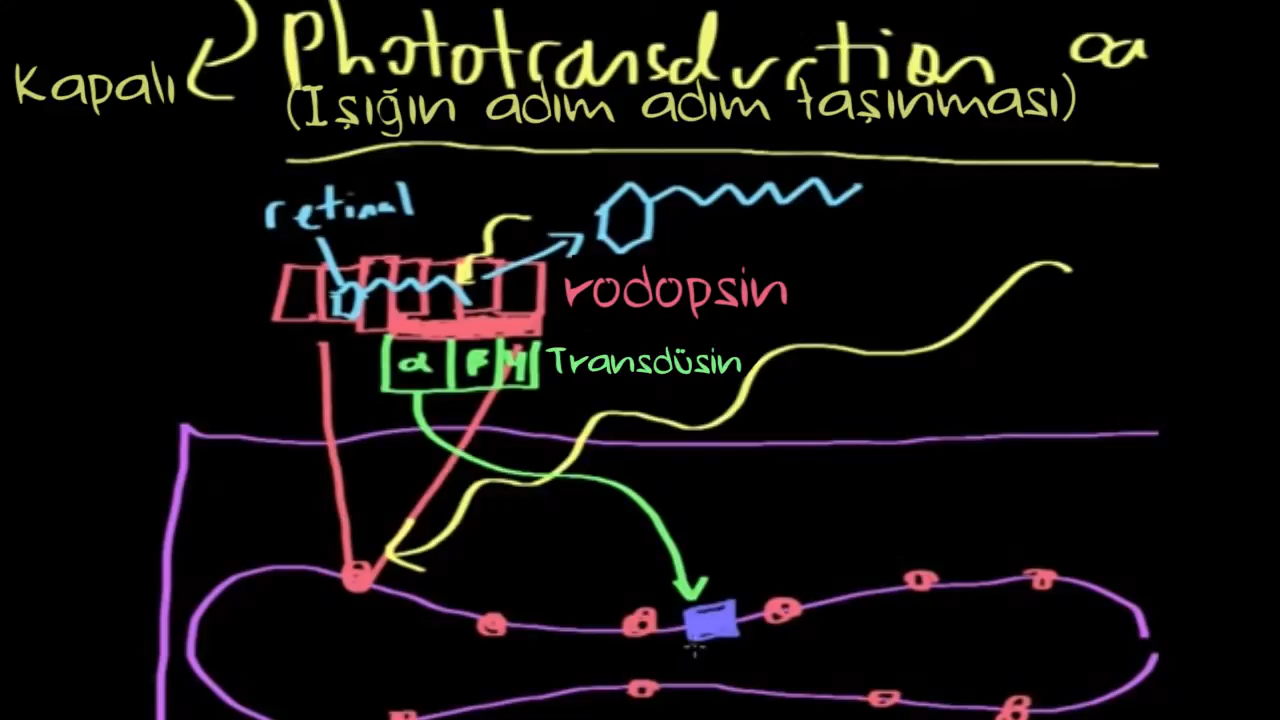 Kapalı
Phototransduction
(Işığın adım adım taşınması)
retinal
rodopsin
α β γ Transdüsin